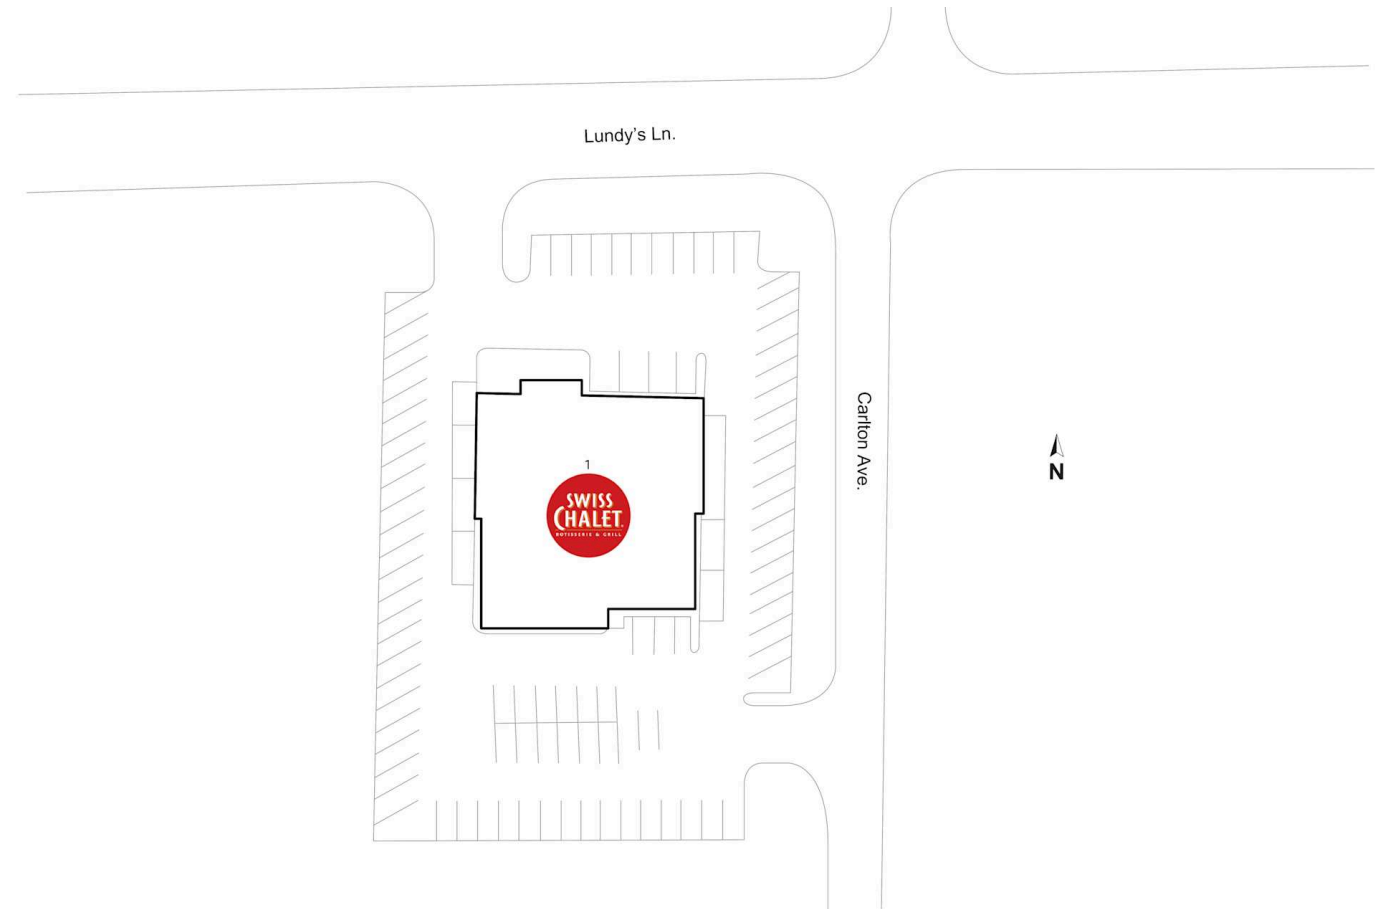 Lundy's Ln.
Carlton Ave.
N
1
SWISS
CHALET.
ROTISSERIE & GRILL